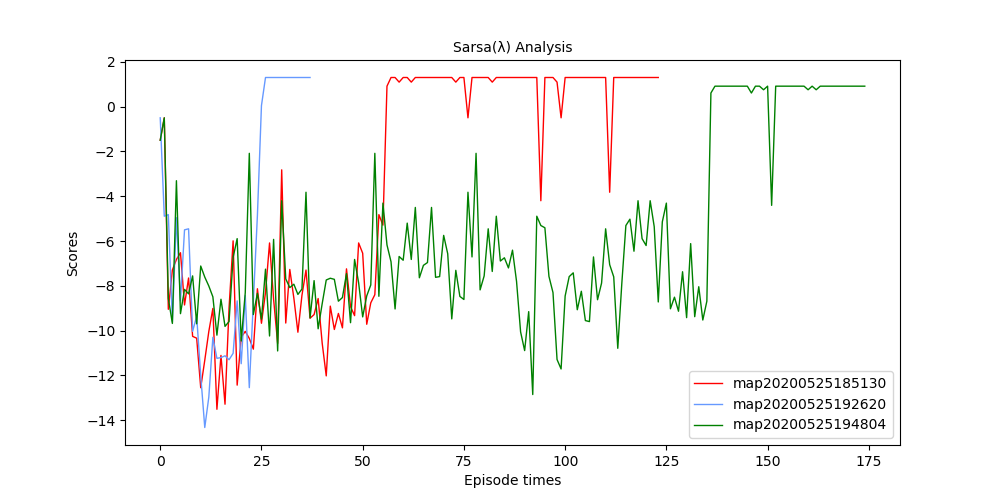 Sarsa(λ) Analysis
Scores
2
0
−2
−4
−6
−8
−10
−12
−14
map20200525185130
map20200525192620
map20200525194804
0 25 50 75 100 125 150 175
Episode times